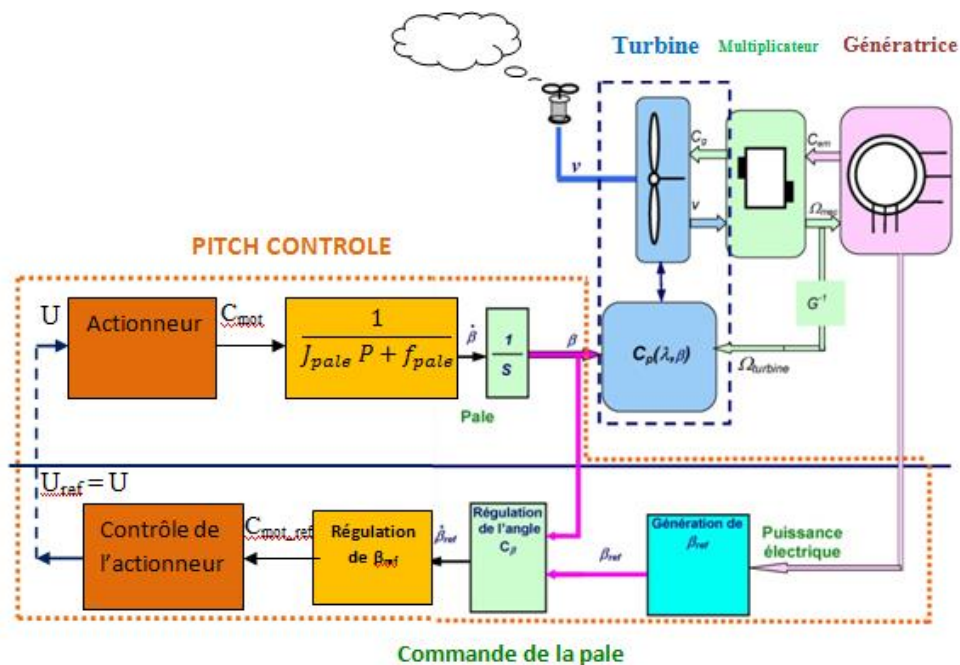 Turbine
Multiplicateur
Génératrice
v
C_g
C_em
v
Ω_mec
PITCH CONTROLE
G⁻¹
U
Actionneur
C_mot
1
J_pale P + f_pale
β̇
1
S
β
C_p(λ,β)
Ω_turbine
Pale
U_ref = U
Contrôle de
l’actionneur
C_mot_ref
Régulation
de β_ref
β̇_ref
Régulation
de l'angle
C_β
β_ref
Génération de
β_ref
Puissance
électrique
Commande de la pale